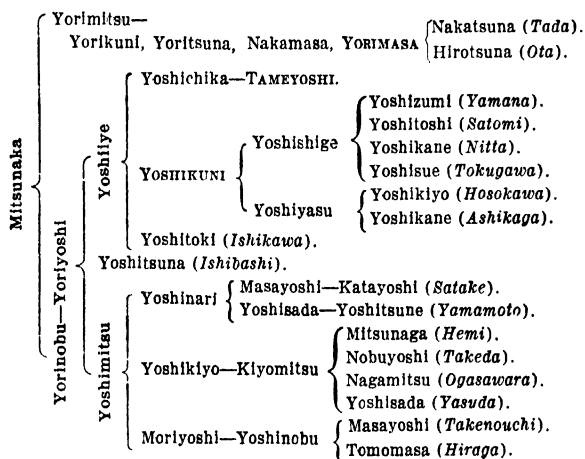 Mitsunaka
Yorimitsu—
Yorikuni, Yoritsuna, Nakamasa, YORIMASA
Nakatsuna (Tada).
Hirotsuna (Ota).
Yorinobu—Yoriyoshi
Yoshiiye
Yoshichika—TAMEYOSHI.
YOSHIKUNI
Yoshishige
Yoshizumi (Yamana).
Yoshitoshi (Satomi).
Yoshikane (Nitta).
Yoshisue (Tokugawa).
Yoshiyasu
Yoshikiyo (Hosokawa).
Yoshikane (Ashikaga).
Yoshitoki (Ishikawa).
Yoshitsuna (Ishibashi).
Yoshimitsu
Yoshinari
Masayoshi—Katayoshi (Satake).
Yoshisada—Yoshitsune (Yamamoto).
Yoshikiyo—Kiyomitsu
Mitsunaga (Hemi).
Nobuyoshi (Takeda).
Nagamitsu (Ogasawara).
Yoshisada (Yasuda).
Moriyoshi—Yoshinobu
Masayoshi (Takenouchi).
Tomomasa (Hiraga).